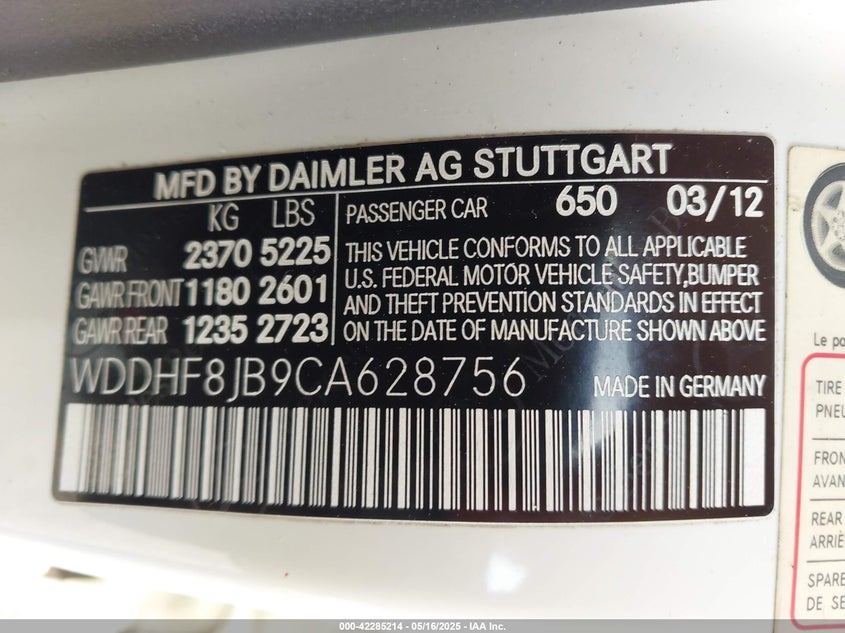 MFD BY DAIMLER AG STUTTGART
KG LBS
GVWR 2370 5225
GAWR FRONT 1180 2601
GAWR REAR 1235 2723
PASSENGER CAR 650 03/12
THIS VEHICLE CONFORMS TO ALL APPLICABLE
U.S. FEDERAL MOTOR VEHICLE SAFETY, BUMPER
AND THEFT PREVENTION STANDARDS IN EFFECT
ON THE DATE OF MANUFACTURE SHOWN ABOVE
WDDHF8JB9CA628756 MADE IN GERMANY
Le po
TIRE
PNEU
FRON
AVAN
REAR
ARRIÈ
SPARE
DE SE
000-42285214 - 05/16/2025 - IAA Inc.